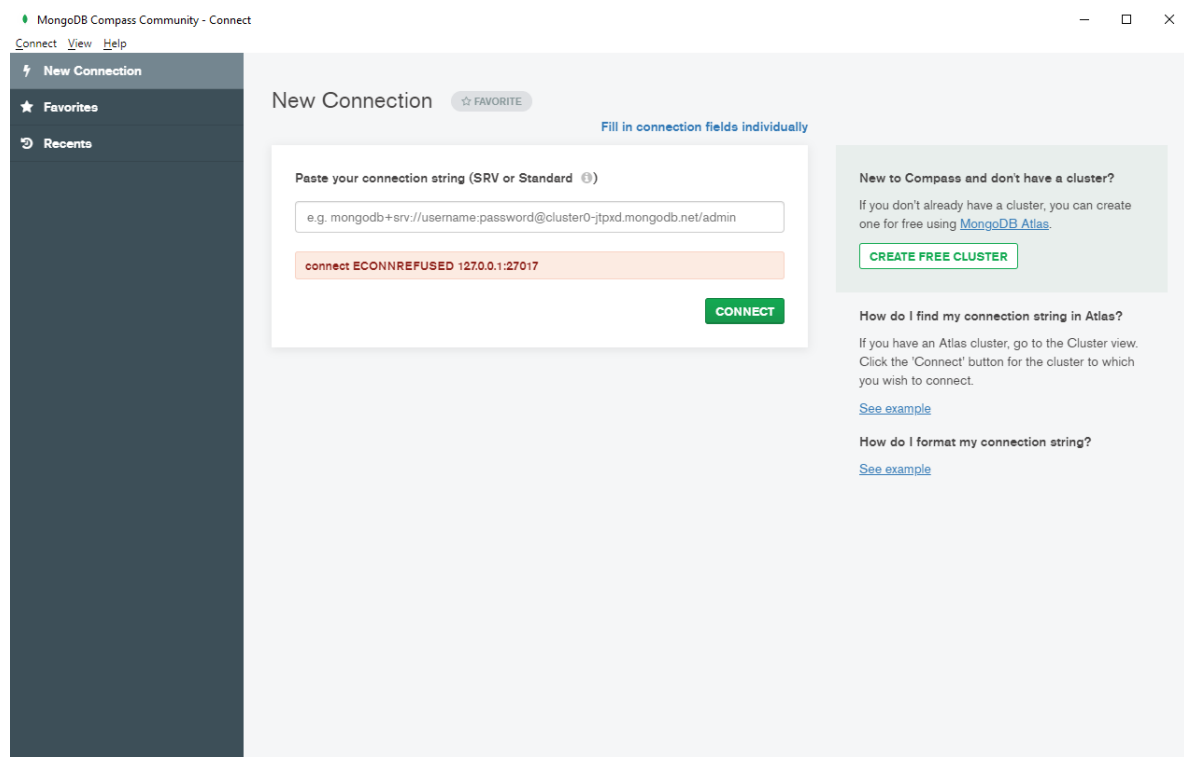 MongoDB Compass Community - Connect
Connect View Help
New Connection
Favorites
Recents
New Connection
FAVORITE
Fill in connection fields individually
Paste your connection string (SRV or Standard )
e.g. mongodb+srv://username:password@cluster0-jtpxd.mongodb.net/admin
connect ECONNREFUSED 127.0.0.1:27017
CONNECT
New to Compass and don't have a cluster?
If you don't already have a cluster, you can create
one for free using MongoDB Atlas.
CREATE FREE CLUSTER
How do I find my connection string in Atlas?
If you have an Atlas cluster, go to the Cluster view.
Click the 'Connect' button for the cluster to which
you wish to connect.
See example
How do I format my connection string?
See example